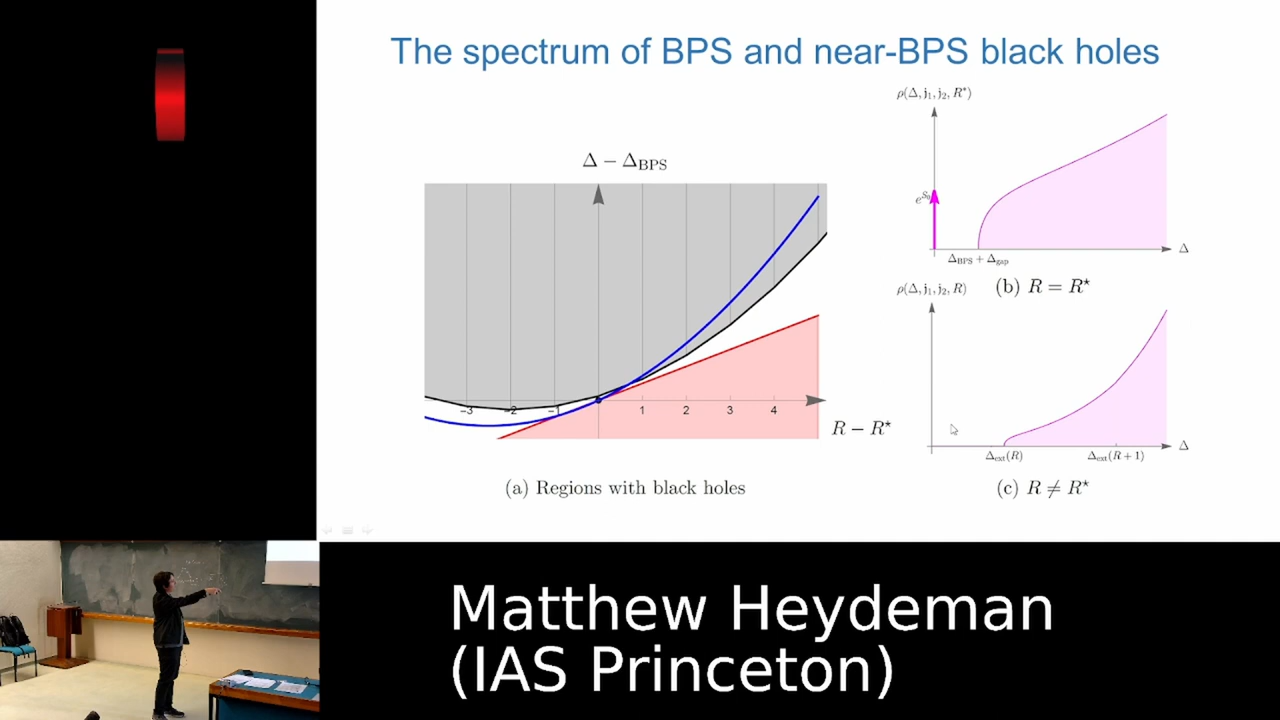 The spectrum of BPS and near-BPS black holes
Δ − Δ_BPS
−3 −2 −1 1 2 3 4
R − R⋆
(a) Regions with black holes
ρ(Δ, j₁, j₂, R⋆)
e^{S₀}
Δ
Δ_BPS + Δ_gap
(b) R = R⋆
ρ(Δ, j₁, j₂, R)
Δ
Δ_ext(R) Δ_ext(R + 1)
(c) R ≠ R⋆
Matthew Heydeman
(IAS Princeton)